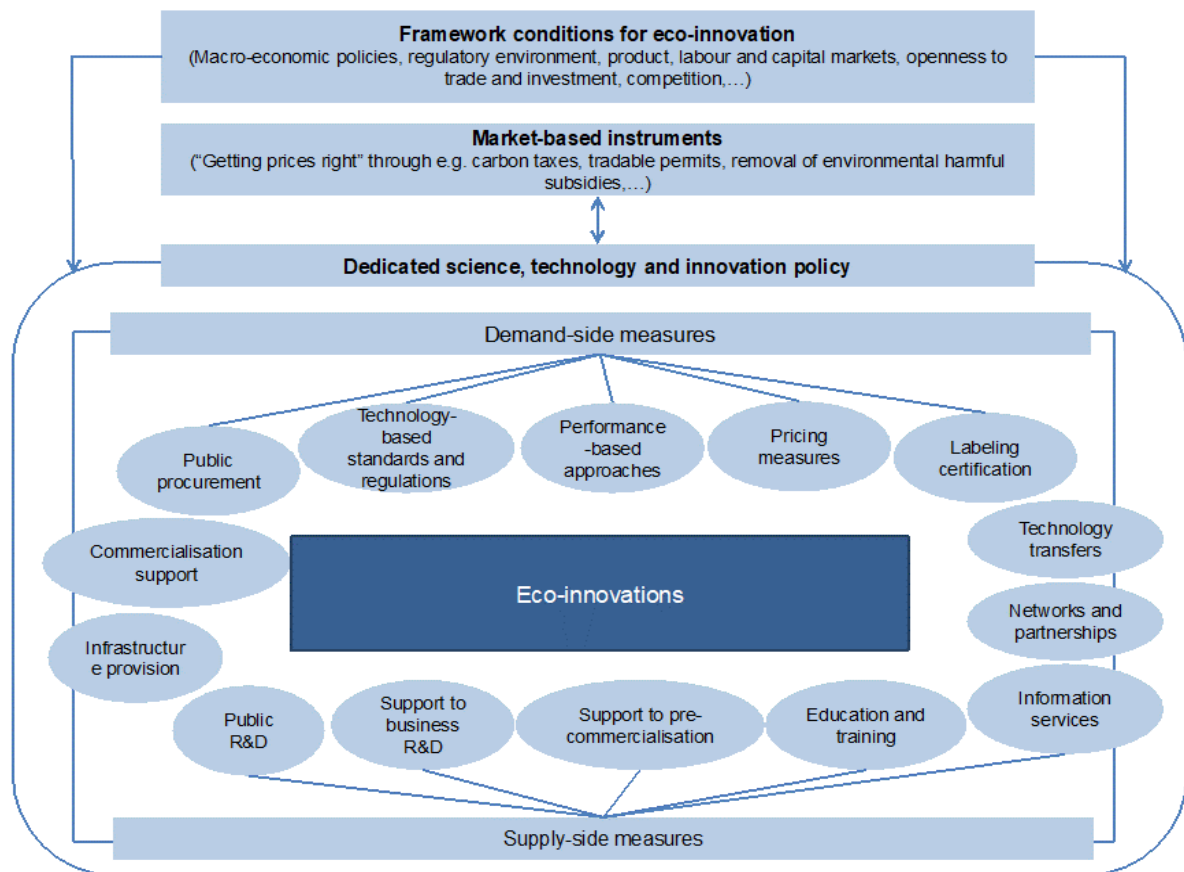 Framework conditions for eco-innovation
(Macro-economic policies, regulatory environment, product, labour and capital markets, openness to
trade and investment, competition,…)
Market-based instruments
(“Getting prices right” through e.g. carbon taxes, tradable permits, removal of environmental harmful
subsidies,…)
Dedicated science, technology and innovation policy
Demand-side measures
Public
procurement
Technology-
based
standards and
regulations
Performance
-based
approaches
Pricing
measures
Labeling
certification
Commercialisation
support
Eco-innovations
Technology
transfers
Infrastructur
e provision
Networks and
partnerships
Public
R&D
Support to
business
R&D
Support to pre-
commercialisation
Education and
training
Information
services
Supply-side measures